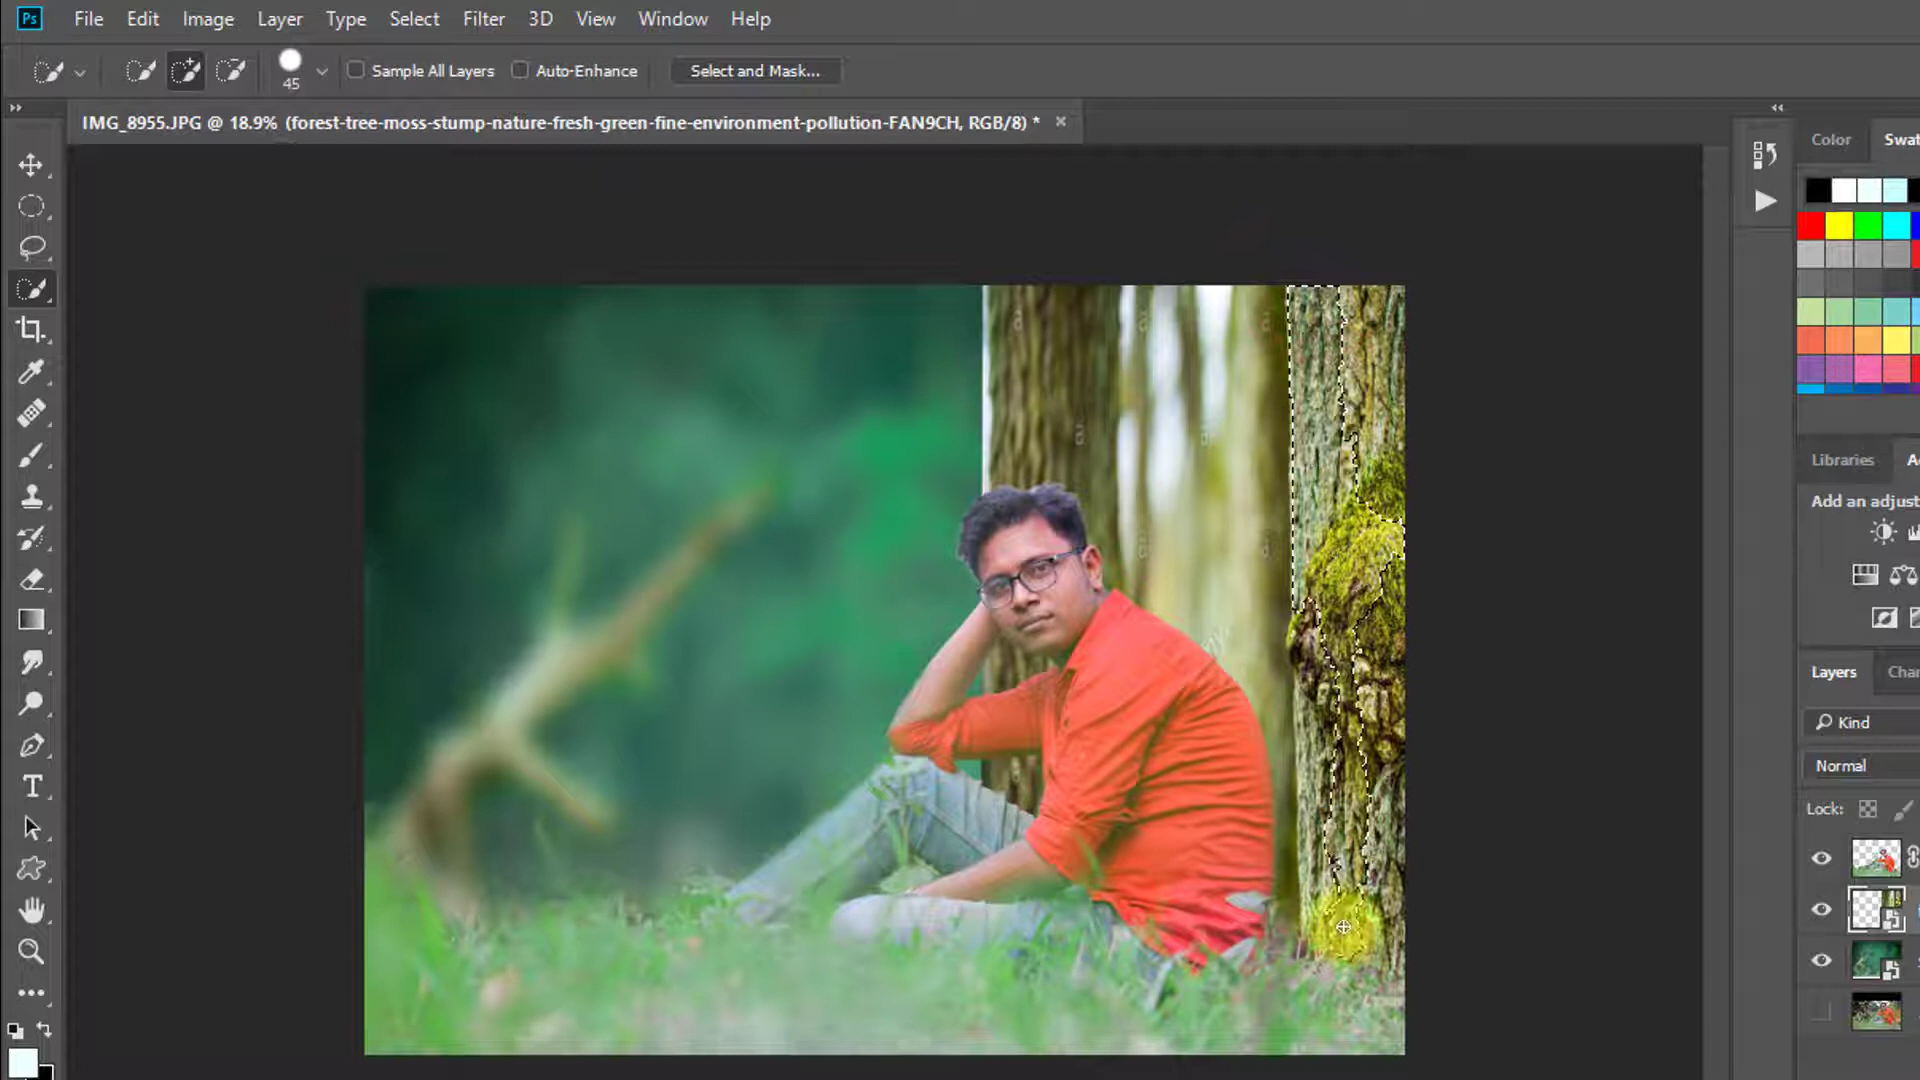 Ps File Edit Image Layer Type Select Filter 3D View Window Help
45 Sample All Layers Auto-Enhance Select and Mask...
IMG_8955.JPG @ 18.9% (forest-tree-moss-stump-nature-fresh-green-fine-environment-pollution-FAN9CH, RGB/8) *
Color Swat
Libraries A
Add an adjust
Layers Char
Kind
Normal
Lock:
a a a a
a a
a a